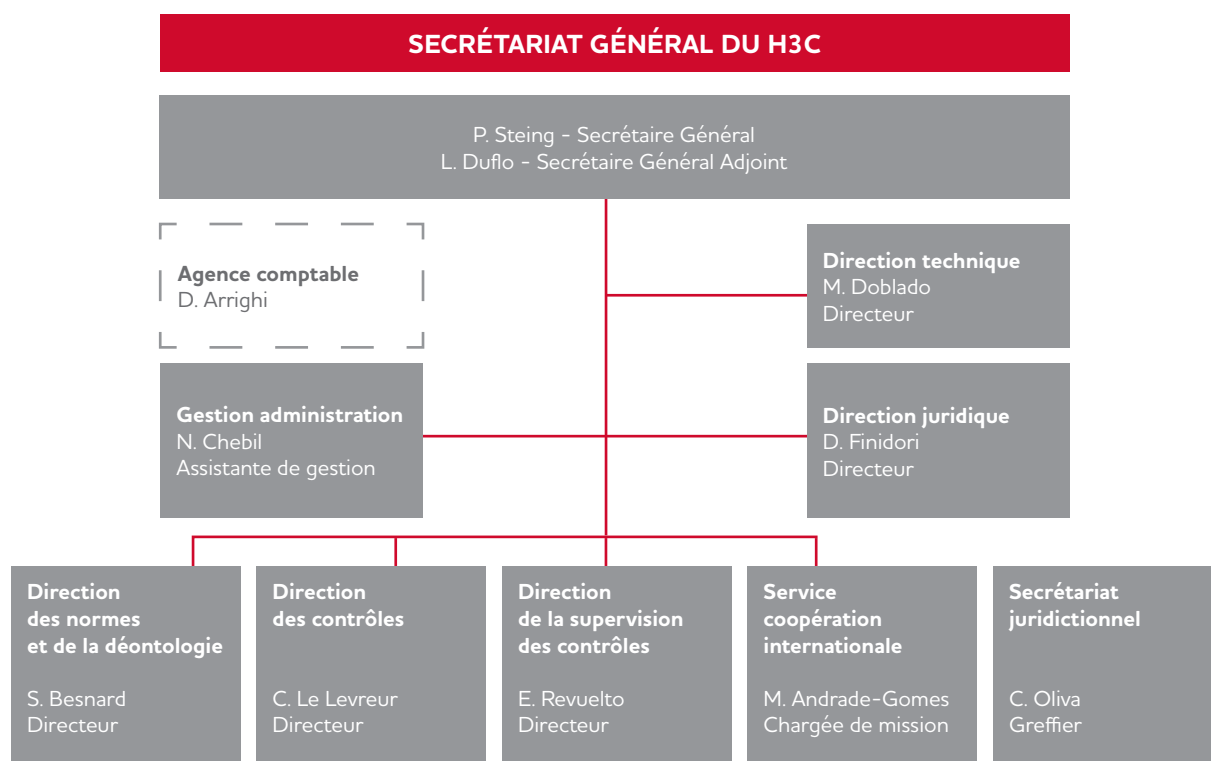 SECRÉTARIAT GÉNÉRAL DU H3C
P. Steing - Secrétaire Général
L. Duflo - Secrétaire Général Adjoint
Agence comptable
D. Arrighi
Direction technique
M. Doblado
Directeur
Gestion administration
N. Chebil
Assistante de gestion
Direction juridique
D. Finidori
Directeur
Direction
des normes
et de la déontologie
S. Besnard
Directeur
Direction
des contrôles
C. Le Levreur
Directeur
Direction
de la supervision
des contrôles
E. Revuelto
Directeur
Service
coopération
internationale
M. Andrade-Gomes
Chargée de mission
Secrétariat
juridictionnel
C. Oliva
Greffier